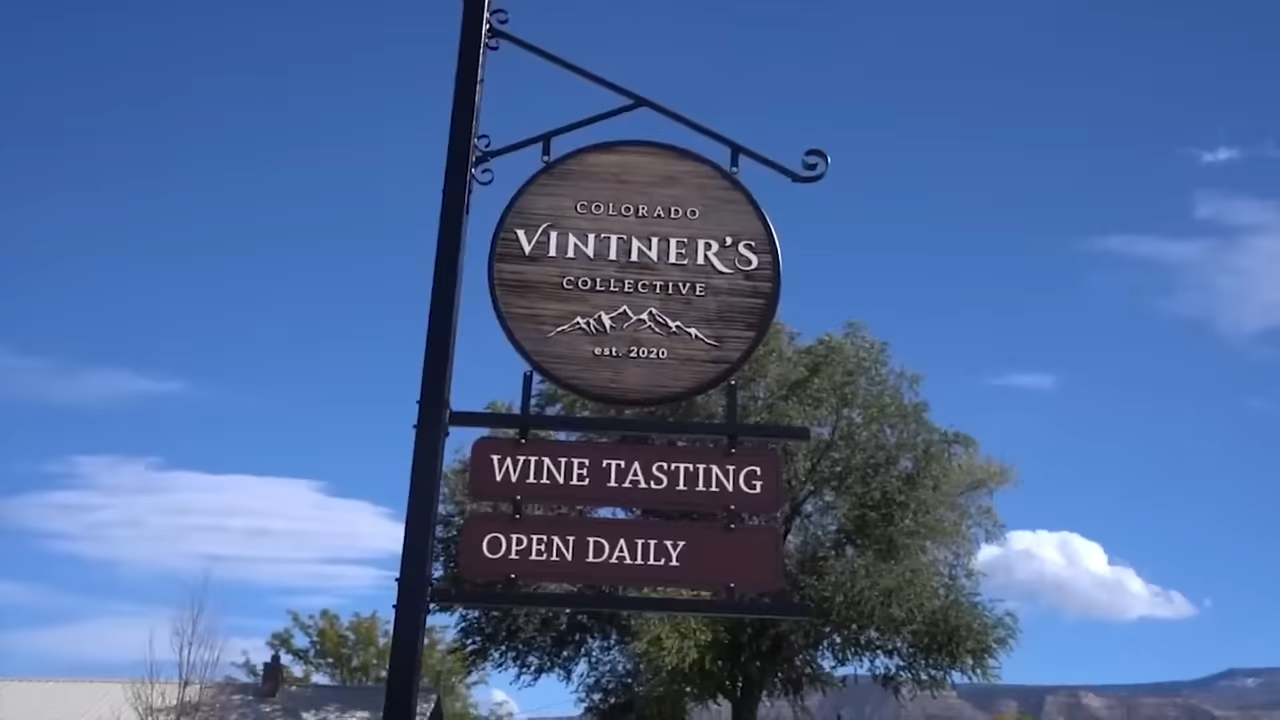 COLORADO
VINTNER'S
COLLECTIVE
est. 2020
WINE TASTING
OPEN DAILY